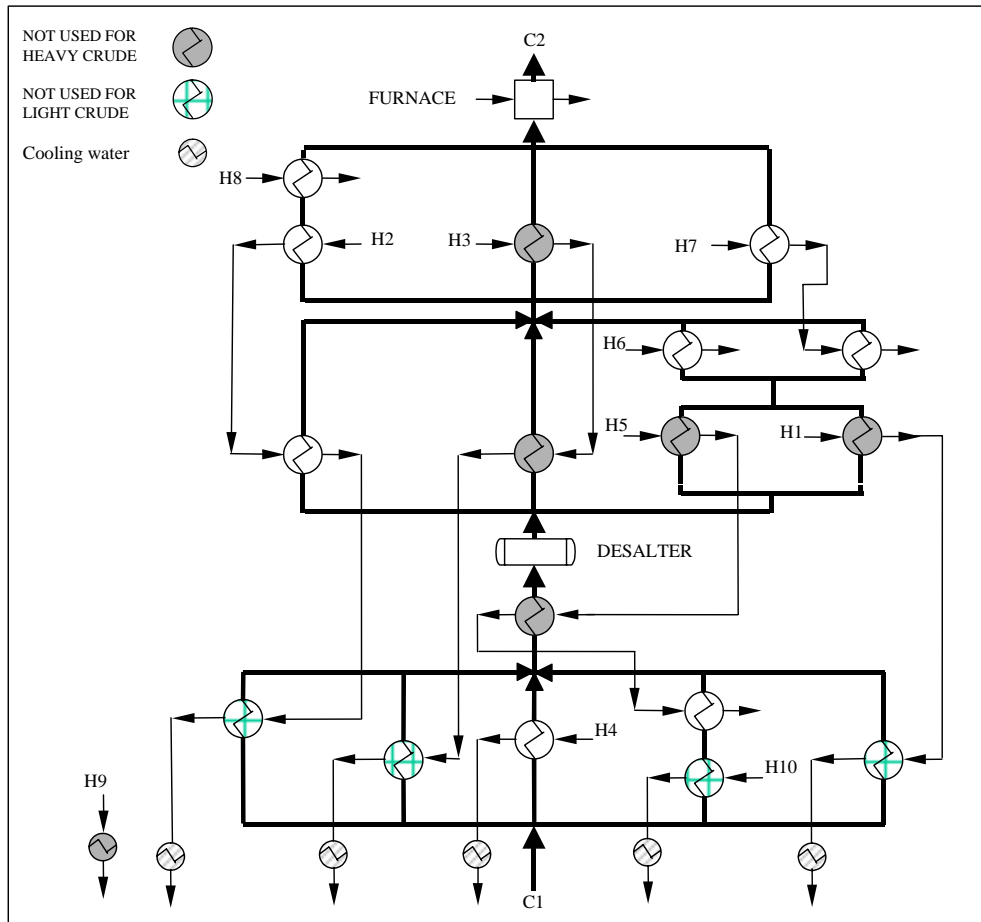 NOT USED FOR
HEAVY CRUDE
NOT USED FOR
LIGHT CRUDE
Cooling water
C2
FURNACE
H8
H2
H3
H7
H6
H5
H1
DESALTER
H4
H10
H9
C1